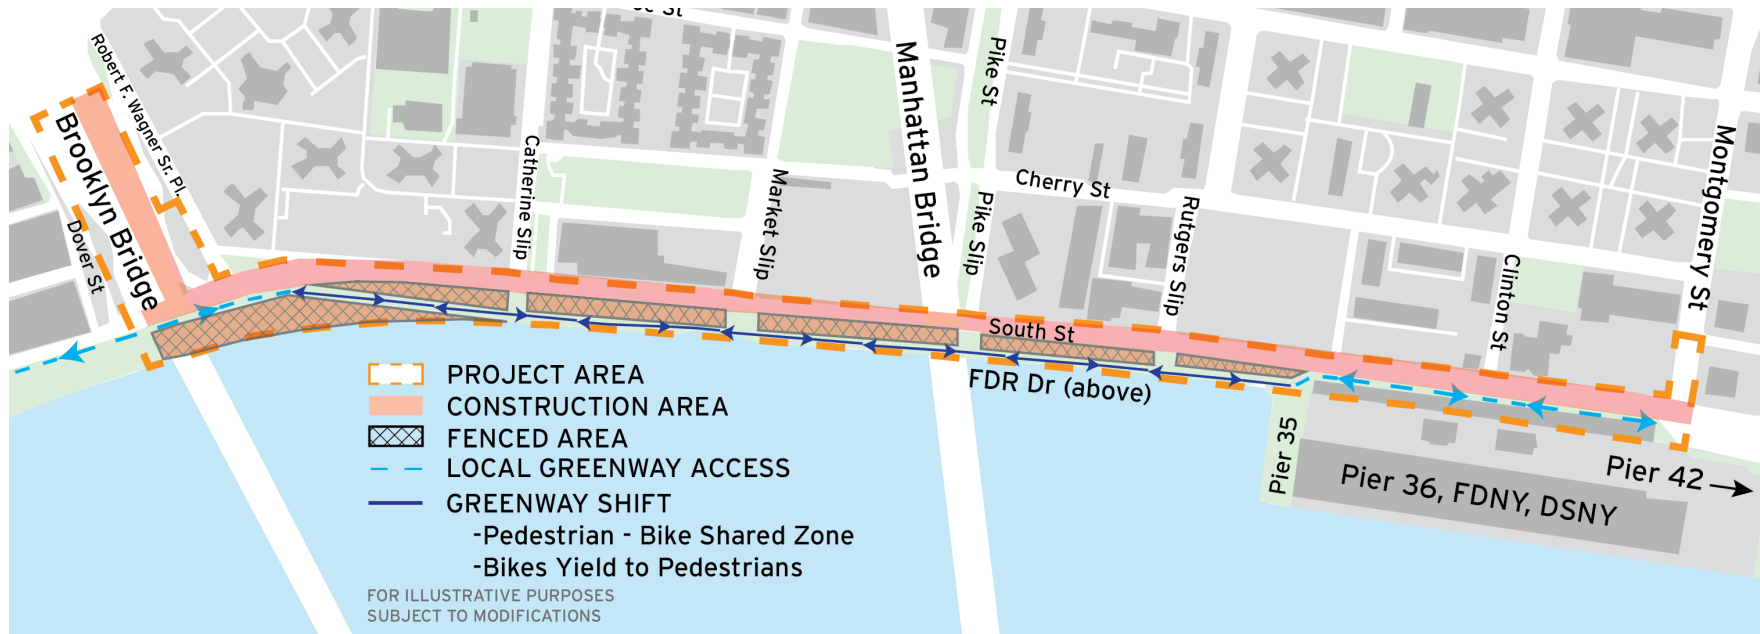 Robert F. Wagner Sr. Pl.
Brooklyn Bridge
Dover St
Catherine Slip
Market Slip
Manhattan Bridge
Pike St
Pike Slip
Cherry St
Rutgers Slip
Clinton St
Montgomery St
South St
FDR Dr (above)
Pier 35
Pier 36, FDNY, DSNY
Pier 42
PROJECT AREA
CONSTRUCTION AREA
FENCED AREA
LOCAL GREENWAY ACCESS
GREENWAY SHIFT
-Pedestrian - Bike Shared Zone
-Bikes Yield to Pedestrians
FOR ILLUSTRATIVE PURPOSES
SUBJECT TO MODIFICATIONS